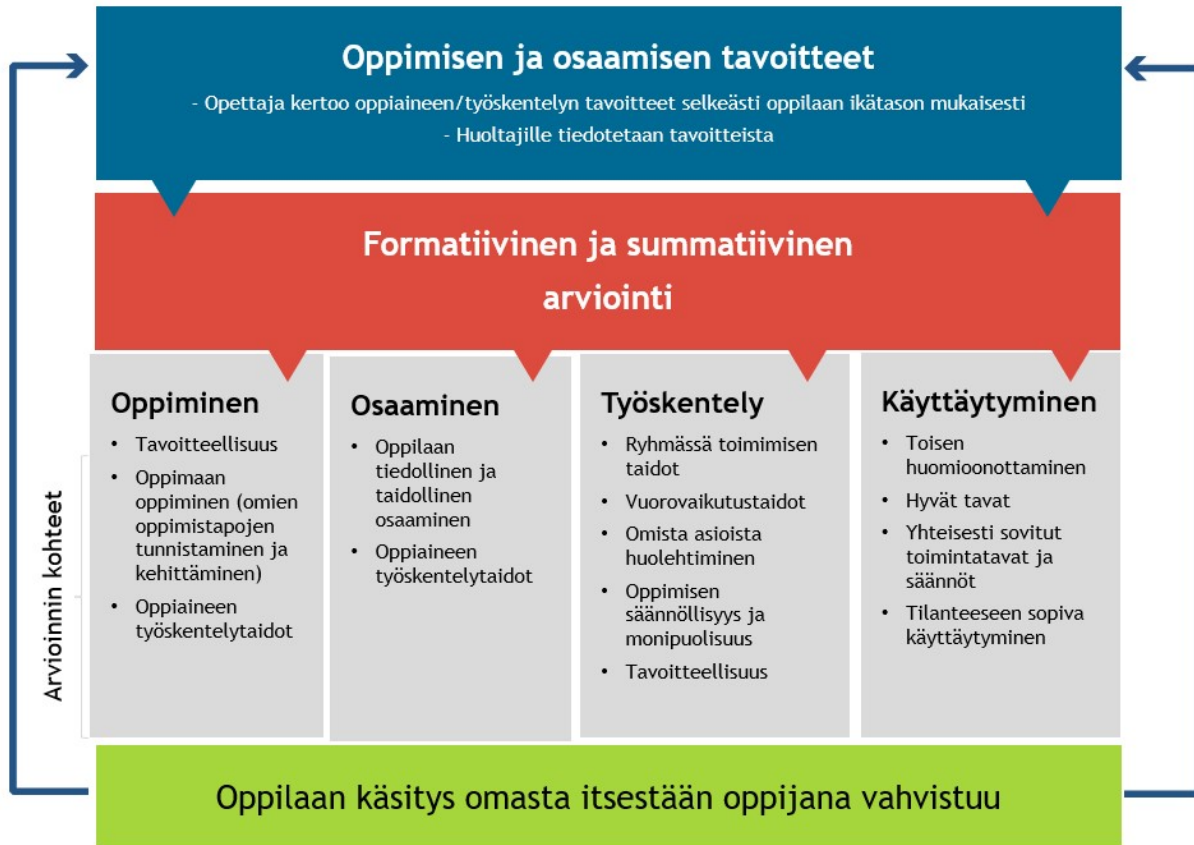 Oppimisen ja osaamisen tavoitteet
- Opettaja kertoo oppiaineen/työskentelyn tavoitteet selkeästi oppilaan ikätason mukaisesti
- Huoltajille tiedotetaan tavoitteista
Formatiivinen ja summatiivinen
arviointi
Arvioinnin kohteet
Oppiminen
• Tavoitteellisuus
• Oppimaan
oppiminen (omien
oppimistapojen
tunnistaminen ja
kehittäminen)
• Oppiaineen
työskentelytaidot
Osaaminen
• Oppilaan
tiedollinen ja
taidollinen
osaaminen
• Oppiaineen
työskentelytaidot
Työskentely
• Ryhmässä toimimisen
taidot
• Vuorovaikutustaidot
• Omista asioista
huolehtiminen
• Oppimisen
säännöllisyys ja
monipuolisuus
• Tavoitteellisuus
Käyttäytyminen
• Toisen
huomioonottaminen
• Hyvät tavat
• Yhteisesti sovitut
toimintatavat ja
säännöt
• Tilanteeseen sopiva
käyttäytyminen
Oppilaan käsitys omasta itsestään oppijana vahvistuu